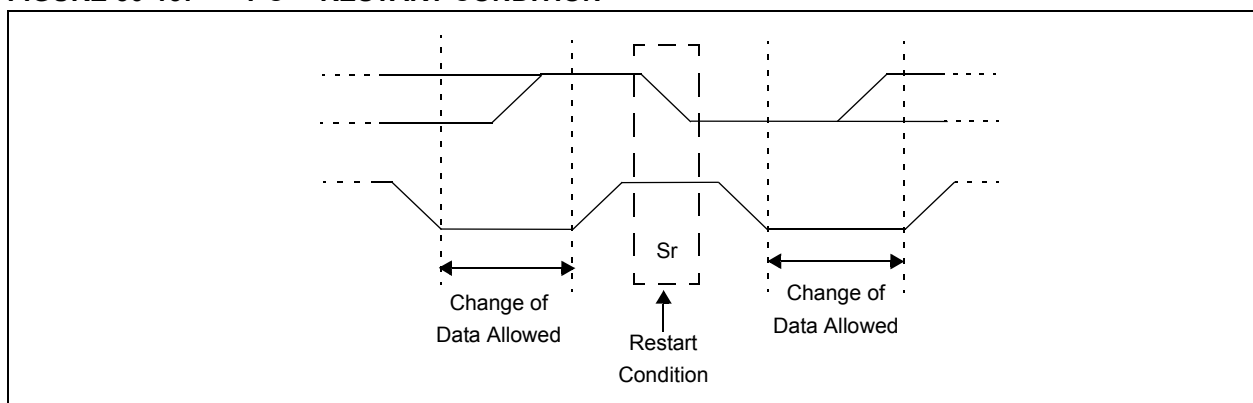 Sr
Change of
Data Allowed
Restart
Condition
Change of
Data Allowed